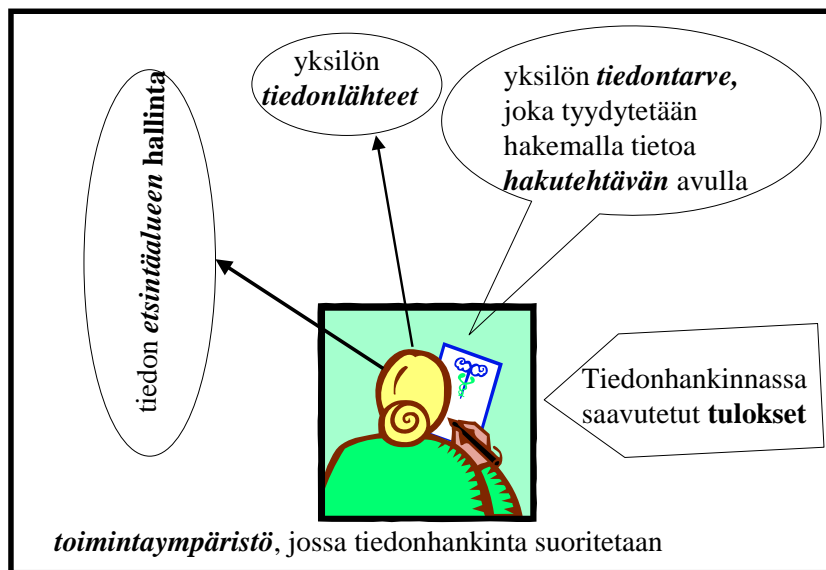 tiedon etsintäalueen hallinta
yksilön
tiedonlähteet
yksilön tiedontarve,
joka tyydytetään
hakemalla tietoa
hakutehtävän avulla
Tiedonhankinnassa
saavutetut tulokset
toimintaympäristö, jossa tiedonhankinta suoritetaan